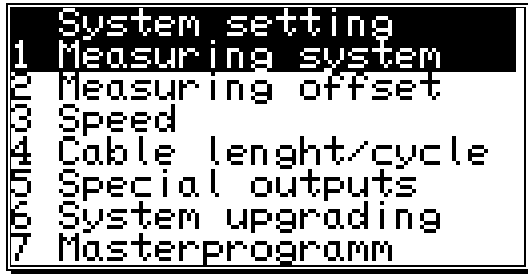 System setting
1 Measuring system
2 Measuring offset
3 Speed
4 Cable lenght/cycle
5 Special outputs
6 System upgrading
7 Masterprogramm